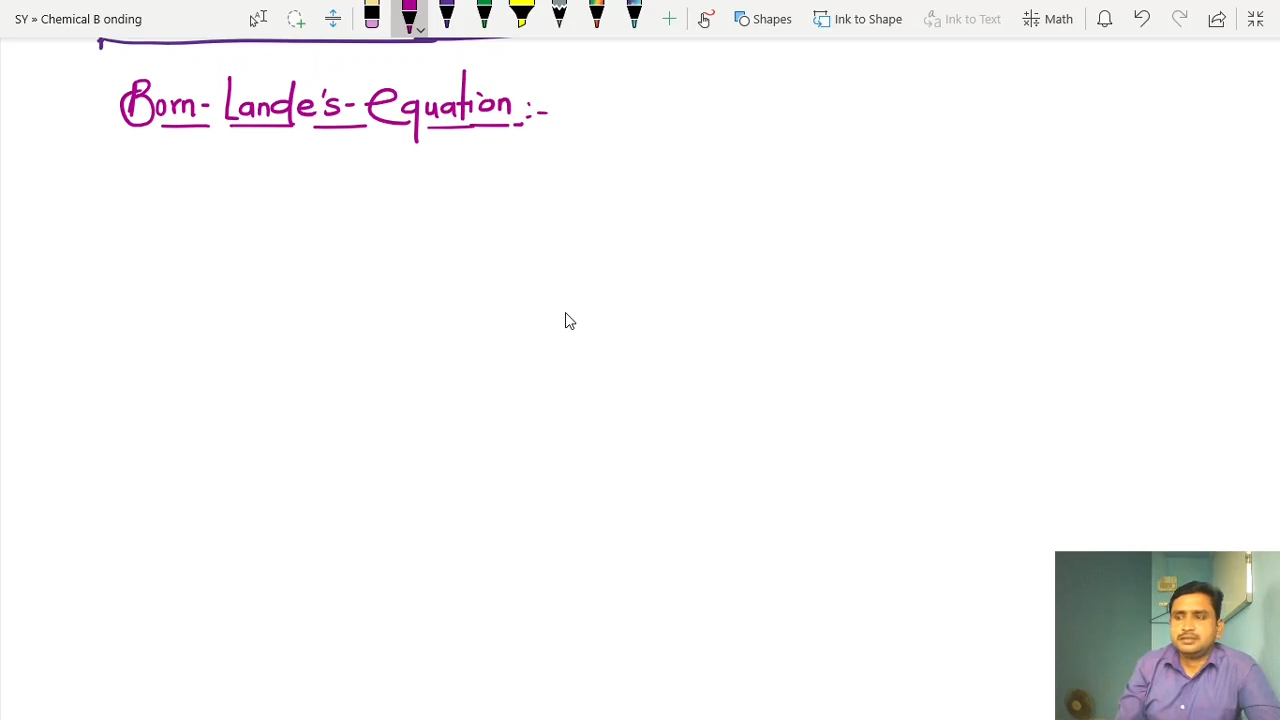 SY » Chemical B onding
Shapes
Ink to Shape
Ink to Text
Math
Born-Lande's-Equation:-